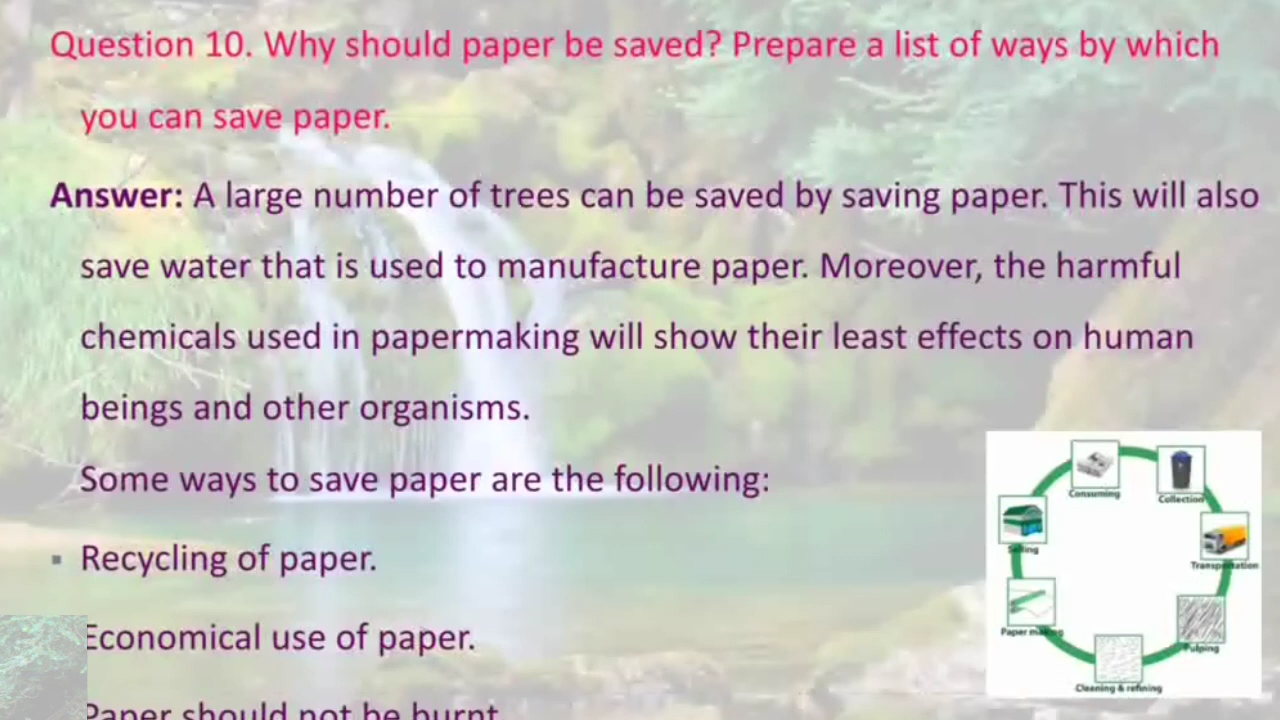 Question 10. Why should paper be saved? Prepare a list of ways by which
you can save paper.
Answer: A large number of trees can be saved by saving paper. This will also
save water that is used to manufacture paper. Moreover, the harmful
chemicals used in papermaking will show their least effects on human
beings and other organisms.
Some ways to save paper are the following:
▪ Recycling of paper.
Economical use of paper.
Paper should not be burnt
Consuming
Collection
Selling
Transportation
Paper making
Pulping
Cleaning & refining